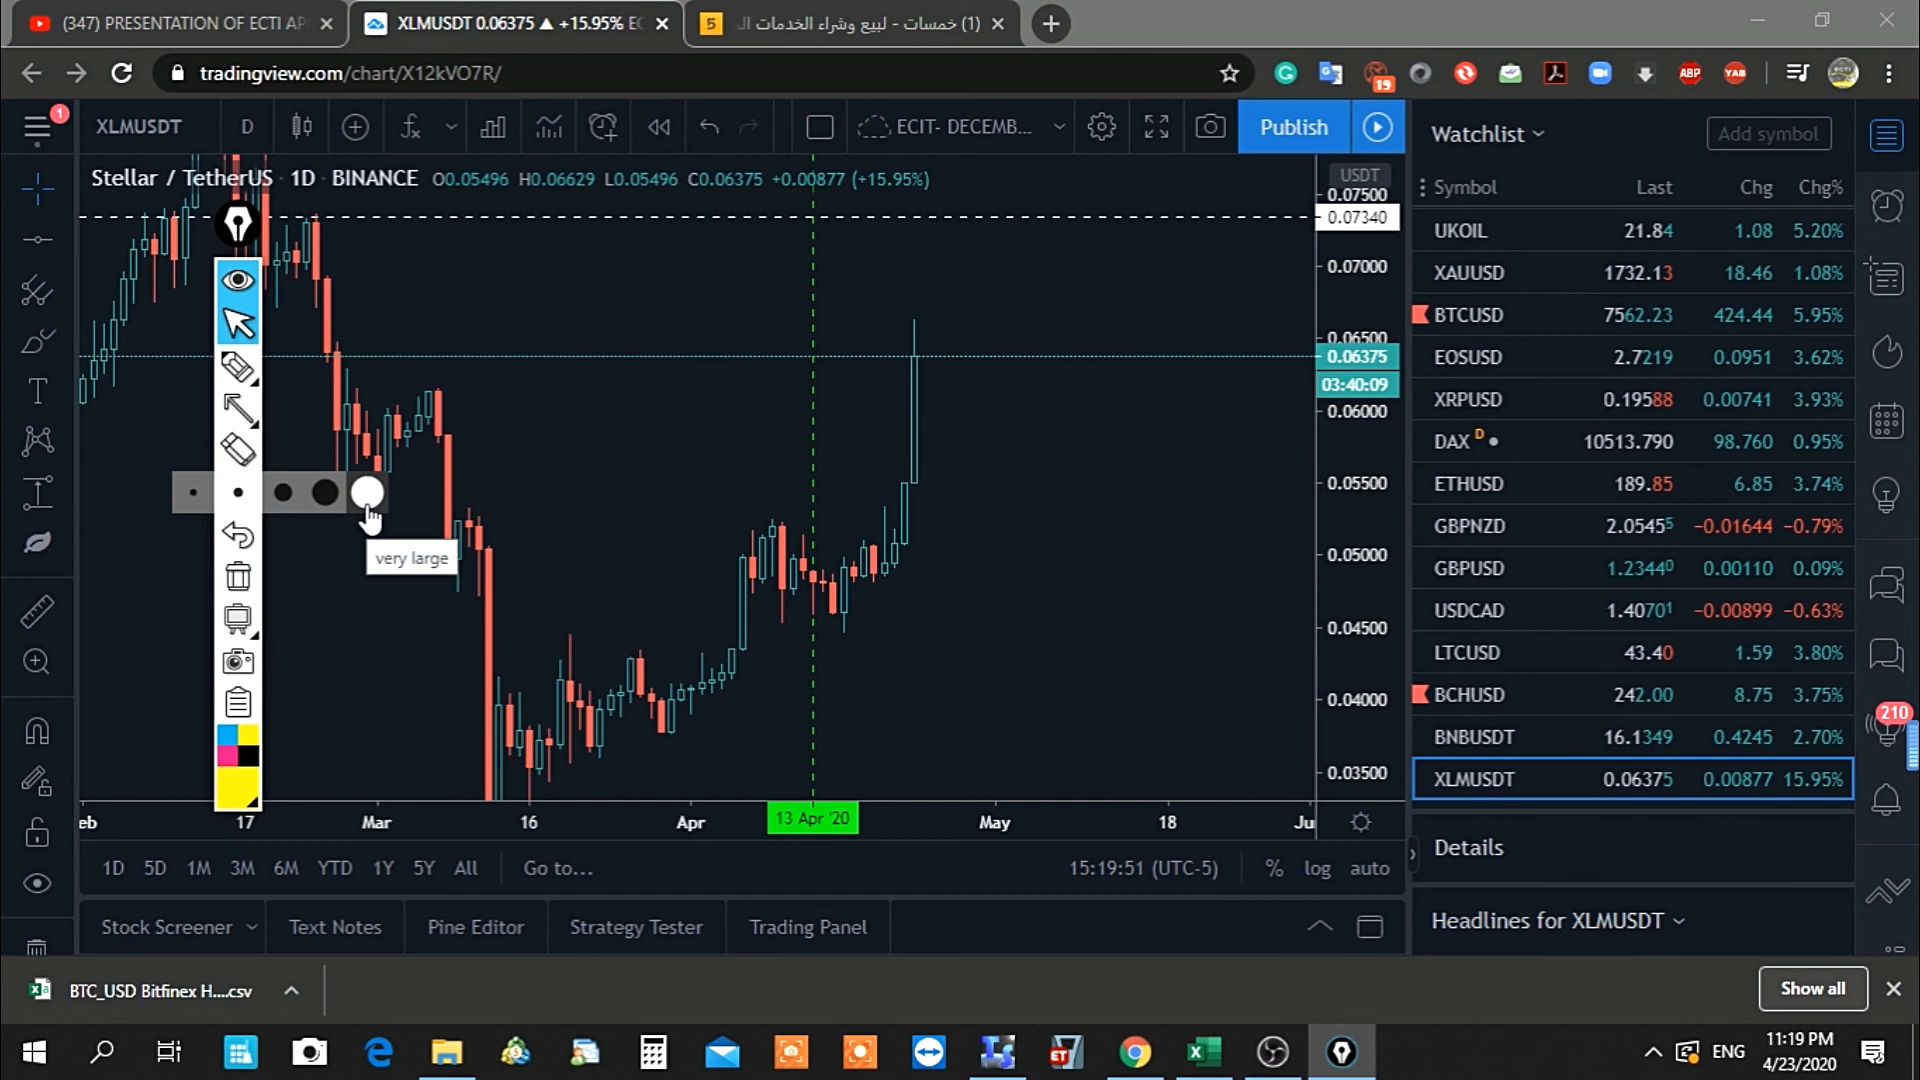 (347) PRESENTATION OF ECTI AP
XLMUSDT 0.06375 ▲ +15.95% EC
(1) خمسات - لبيع وشراء الخدمات الم
tradingview.com/chart/X12kVO7R/
19
ABP
YAB
1
XLMUSDT
D
ECIT- DECEMB...
Publish
Stellar / TetherUS · 1D · BINANCE O0.05496 H0.06629 L0.05496 C0.06375 +0.00877 (+15.95%)
USDT
0.07500
0.07340
0.07000
0.06500
0.06375
03:40:09
0.06000
0.05500
0.05000
0.04500
0.04000
0.03500
very large
eb 17 Mar 16 Apr 13 Apr '20 May 18 Ju
1D 5D 1M 3M 6M YTD 1Y 5Y All Go to... 15:19:51 (UTC-5) % log auto
Stock Screener Text Notes Pine Editor Strategy Tester Trading Panel
Watchlist
Add symbol
Symbol Last Chg Chg%
UKOIL 21.84 1.08 5.20%
XAUUSD 1732.13 18.46 1.08%
BTCUSD 7562.23 424.44 5.95%
EOSUSD 2.7219 0.0951 3.62%
XRPUSD 0.19588 0.00741 3.93%
DAX D 10513.790 98.760 0.95%
ETHUSD 189.85 6.85 3.74%
GBPNZD 2.05455 −0.01644 −0.79%
GBPUSD 1.23440 0.00110 0.09%
USDCAD 1.40701 −0.00899 −0.63%
LTCUSD 43.40 1.59 3.80%
BCHUSD 242.00 8.75 3.75%
BNBUSDT 16.1349 0.4245 2.70%
XLMUSDT 0.06375 0.00877 15.95%
Details
Headlines for XLMUSDT
210
BTC_USD Bitfinex H....csv
Show all
ET
ENG
11:19 PM
4/23/2020